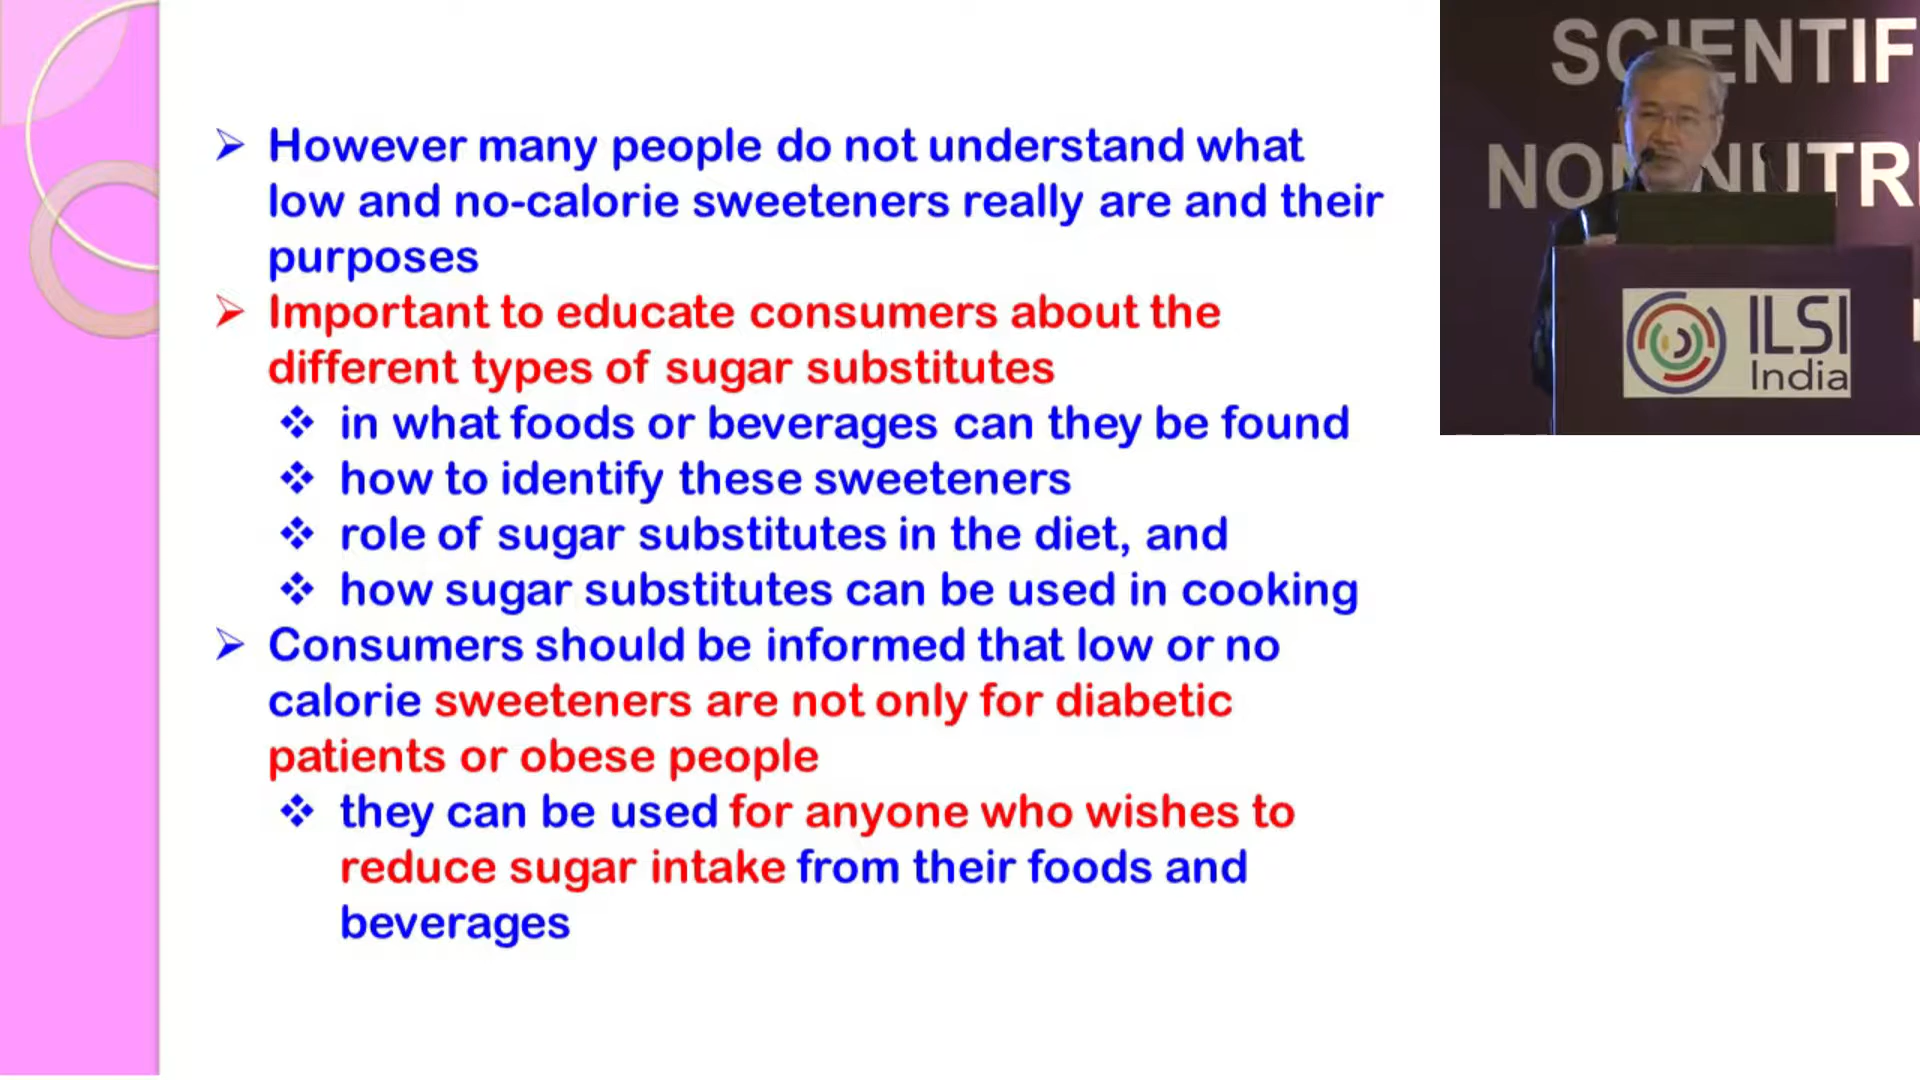 However many people do not understand what
low and no-calorie sweeteners really are and their
purposes
Important to educate consumers about the
different types of sugar substitutes
in what foods or beverages can they be found
how to identify these sweeteners
role of sugar substitutes in the diet, and
how sugar substitutes can be used in cooking
Consumers should be informed that low or no
calorie sweeteners are not only for diabetic
patients or obese people
they can be used for anyone who wishes to
reduce sugar intake from their foods and
beverages
SCIENTIF
NON NUTRI
ILSI
India